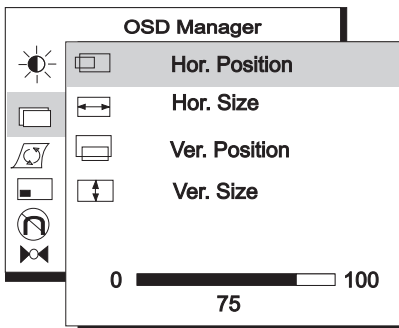 OSD Manager
Hor. Position
Hor. Size
Ver. Position
Ver. Size
0 100
75